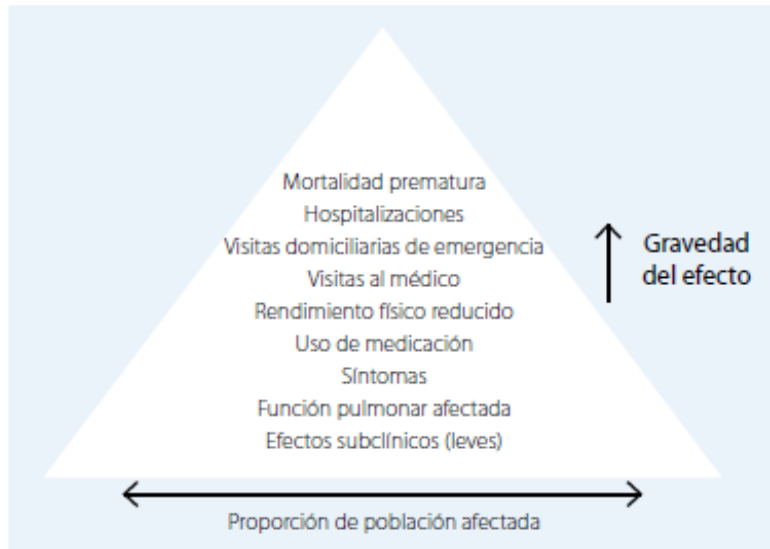 Mortalidad prematura
Hospitalizaciones
Visitas domiciliarias de emergencia
Visitas al médico
Rendimiento físico reducido
Uso de medicación
Síntomas
Función pulmonar afectada
Efectos subclínicos (leves)
Gravedad
del efecto
Proporción de población afectada